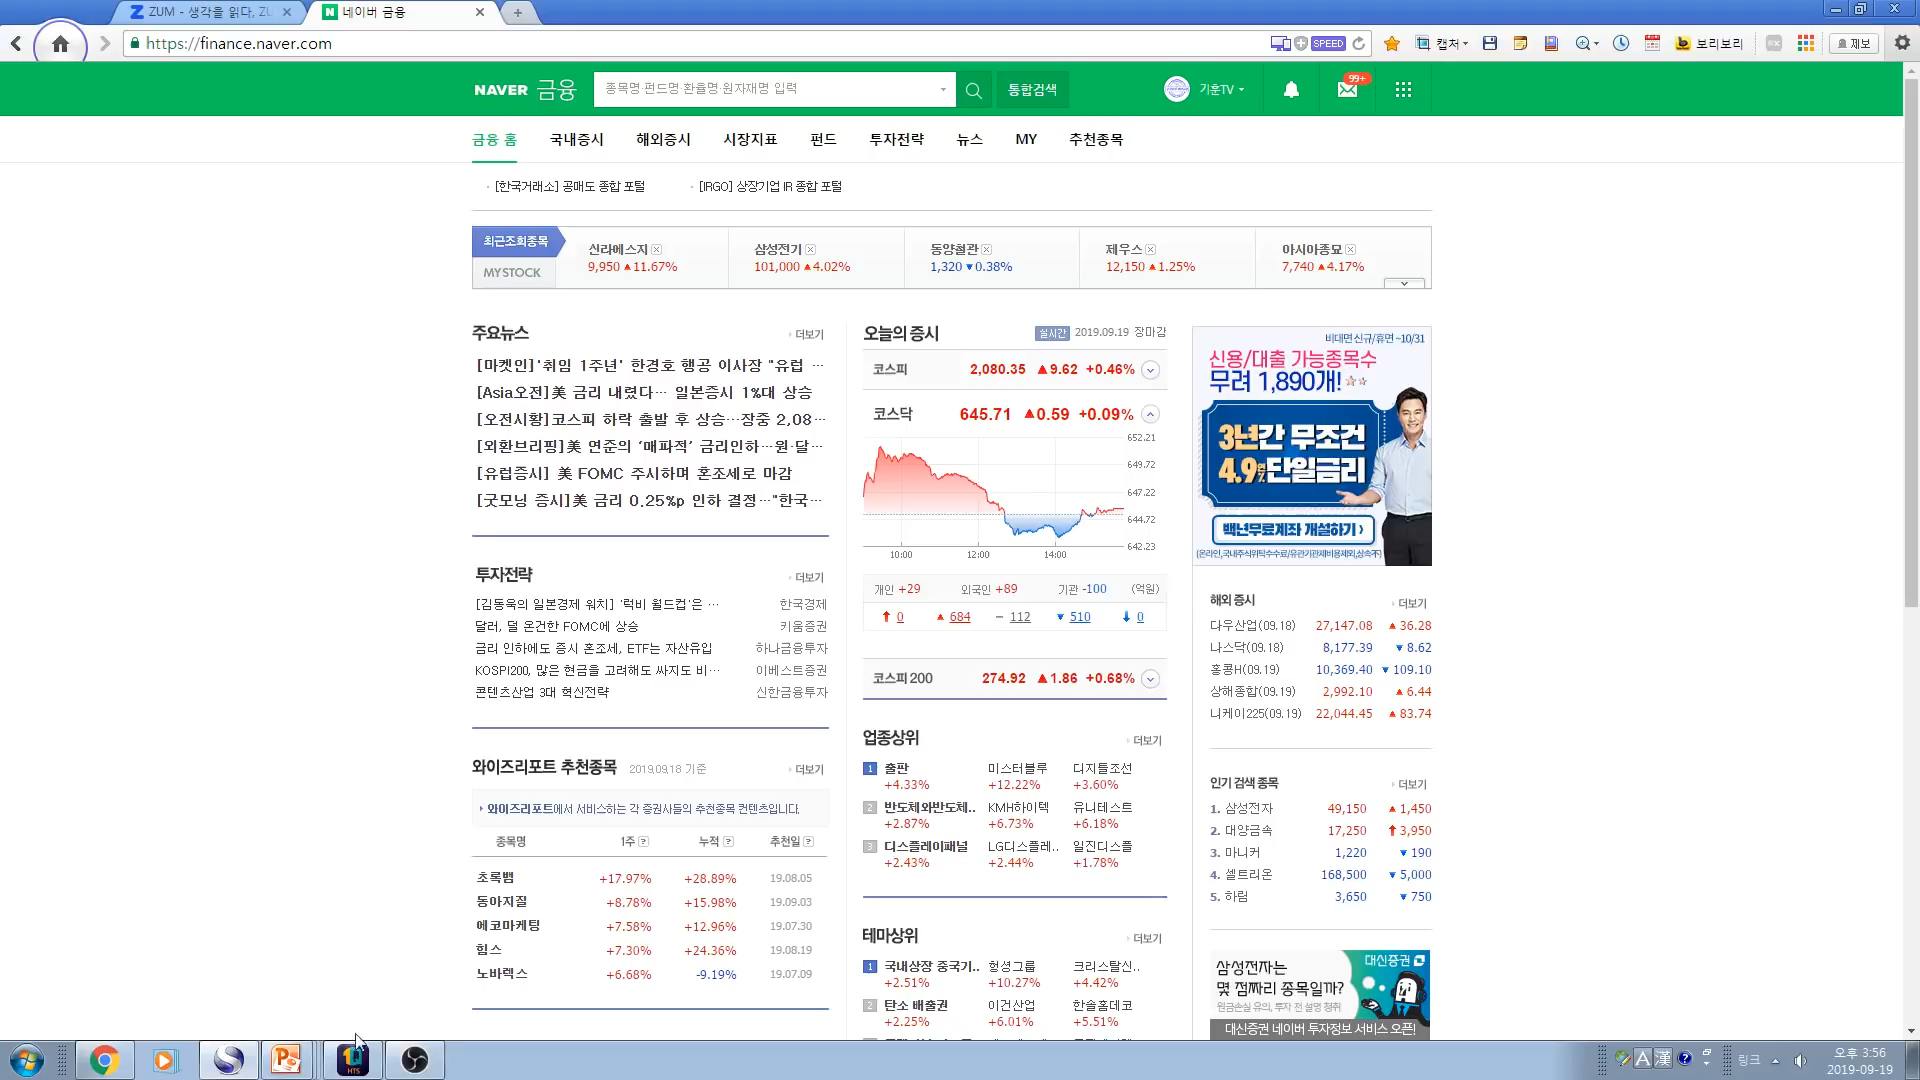 ZUM - 생각을 읽다, ZU
네이버 금융
https://finance.naver.com
SPEED
캡처
보리보리
제보
NAVER 금융
종목명·펀드명·환율명·원자재명 입력
통합검색
기훈TV
99+
금융 홈 국내증시 해외증시 시장지표 펀드 투자전략 뉴스 MY 추천종목
[한국거래소] 공매도 종합 포털
[IRGO] 상장기업 IR 종합 포털
최근조회종목
MYSTOCK
신라에스지
9,950 ▲11.67%
삼성전기
101,000 ▲4.02%
동양철관
1,320 ▼0.38%
제우스
12,150 ▲1.25%
아시아종묘
7,740 ▲4.17%
주요뉴스 더보기
[마켓인]'취임 1주년' 한경호 행공 이사장 "유럽 …
[Asia오전]美 금리 내렸다… 일본증시 1%대 상승
[오전시황]코스피 하락 출발 후 상승…장중 2,08…
[외환브리핑]美 연준의 ‘매파적’ 금리인하…원·달…
[유럽증시] 美 FOMC 주시하며 혼조세로 마감
[굿모닝 증시]美 금리 0.25%p 인하 결정…"한국…
투자전략 더보기
[김동욱의 일본경제 워치] '럭비 월드컵'은 … 한국경제
달러, 덜 온건한 FOMC에 상승 키움증권
금리 인하에도 증시 혼조세, ETF는 자산유입 하나금융투자
KOSPI200, 많은 현금을 고려해도 싸지도 비… 이베스트증권
콘텐츠산업 3대 혁신전략 신한금융투자
와이즈리포트 추천종목 2019.09.18 기준 더보기
와이즈리포트에서 서비스하는 각 증권사들의 추천종목 컨텐츠입니다.
종목명 1주 ? 누적 ? 추천일 ?
초록뱀 +17.97% +28.89% 19.08.05
동아지질 +8.78% +15.98% 19.09.03
에코마케팅 +7.58% +12.96% 19.07.30
힘스 +7.30% +24.36% 19.08.19
노바렉스 +6.68% -9.19% 19.07.09
오늘의 증시 실시간 2019.09.19 장마감
코스피 2,080.35 ▲9.62 +0.46%
코스닥 645.71 ▲0.59 +0.09%
652.21
649.72
647.22
644.72
642.23
10:00 12:00 14:00
개인 +29 외국인 +89 기관 -100 (억원)
↑ 0 ▲ 684 – 112 ▼ 510 ↓ 0
코스피200 274.92 ▲1.86 +0.68%
업종상위 더보기
1 출판 미스터블루 디지틀조선
+4.33% +12.22% +3.60%
2 반도체와반도체.. KMH하이텍 유니테스트
+2.87% +6.73% +6.18%
3 디스플레이패널 LG디스플레.. 일진디스플
+2.43% +2.44% +1.78%
테마상위 더보기
1 국내상장 중국기.. 헝셩그룹 크리스탈신..
+2.51% +10.27% +4.42%
2 탄소 배출권 이건산업 한솔홈데코
+2.25% +6.01% +5.51%
비대면 신규/휴면 ~10/31
신용/대출 가능종목수
무려 1,890개!
3년간 무조건
4.9% 단일금리
백년무료계좌 개설하기 ›
해외 증시 더보기
다우산업(09.18) 27,147.08 ▲ 36.28
나스닥(09.18) 8,177.39 ▼ 8.62
홍콩H(09.19) 10,369.40 ▼ 109.10
상해종합(09.19) 2,992.10 ▲ 6.44
니케이225(09.19) 22,044.45 ▲ 83.74
인기 검색 종목 더보기
1. 삼성전자 49,150 ▲ 1,450
2. 대양금속 17,250 ↑ 3,950
3. 마니커 1,220 ▼ 190
4. 셀트리온 168,500 ▼ 5,000
5. 하림 3,650 ▼ 750
대신증권
삼성전자는
몇 점짜리 종목일까?
원금손실 유의, 투자 전 설명 청취
대신증권 네이버 투자정보 서비스 오픈!
HTS
A 漢
링크
오후 3:56
2019-09-19